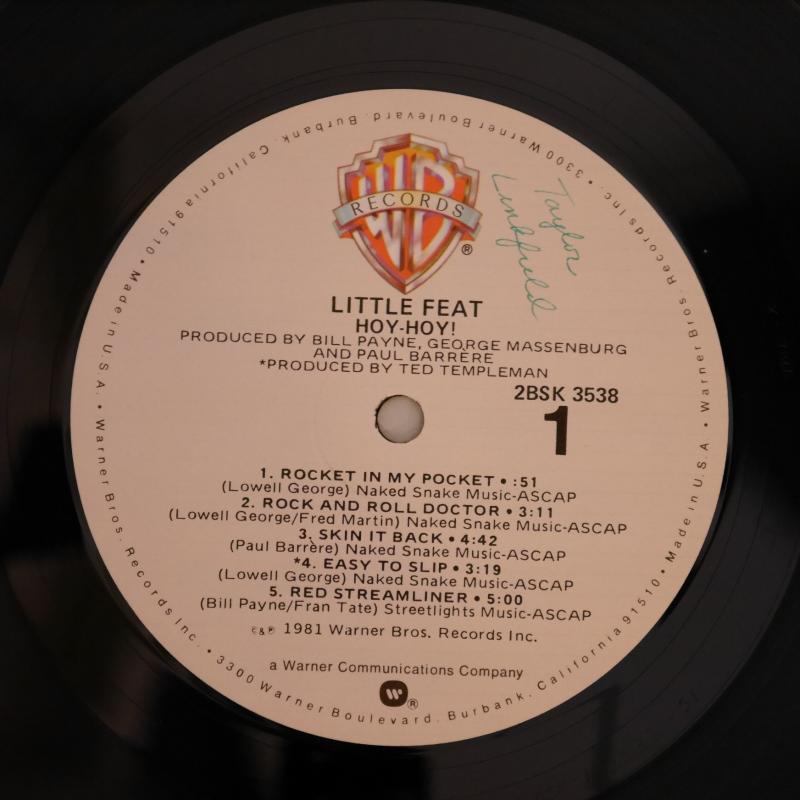 WB
RECORDS
®
Taylor
Linkfield
LITTLE FEAT
HOY-HOY!
PRODUCED BY BILL PAYNE, GEORGE MASSENBURG
AND PAUL BARRÈRE
*PRODUCED BY TED TEMPLEMAN
2BSK 3538
1
1. ROCKET IN MY POCKET • :51
(Lowell George) Naked Snake Music-ASCAP
2. ROCK AND ROLL DOCTOR • 3:11
(Lowell George/Fred Martin) Naked Snake Music-ASCAP
3. SKIN IT BACK • 4:42
(Paul Barrère) Naked Snake Music-ASCAP
*4. EASY TO SLIP • 3:19
(Lowell George) Naked Snake Music-ASCAP
5. RED STREAMLINER • 5:00
(Bill Payne/Fran Tate) Streetlights Music-ASCAP
©&℗ 1981 Warner Bros. Records Inc.
a Warner Communications Company
W®
Made in U.S.A. • Warner Bros. Records Inc. • 3300 Warner Boulevard. Burbank. California 91510 • Made in U.S.A. • Warner Bros. Records Inc. • 3300 Warner Boulevard. Burbank. California 91510 •